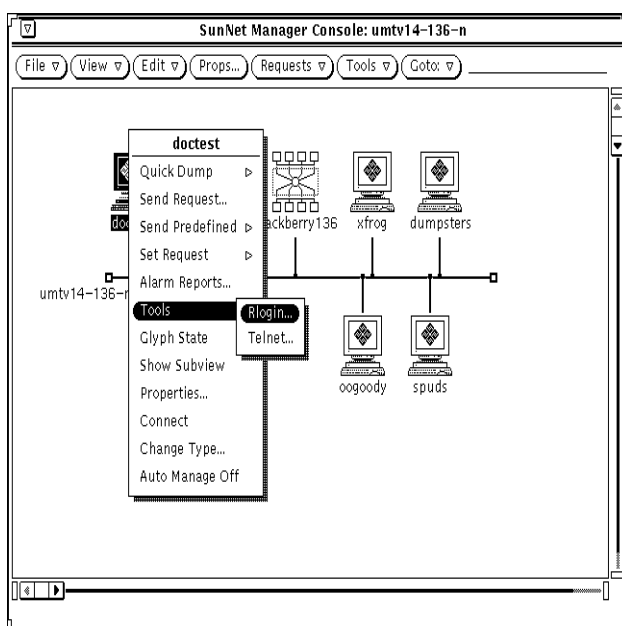 SunNet Manager Console: umtv14-136-n
File View Edit Props... Requests Tools Goto:
doctest
Quick Dump
Send Request...
Send Predefined
Set Request
Alarm Reports...
Tools
Rlogin...
Telnet...
Glyph State
Show Subview
Properties...
Connect
Change Type...
Auto Manage Off
doc
ackberry136
xfrog
dumpsters
umtv14-136-n
oogoody
spuds